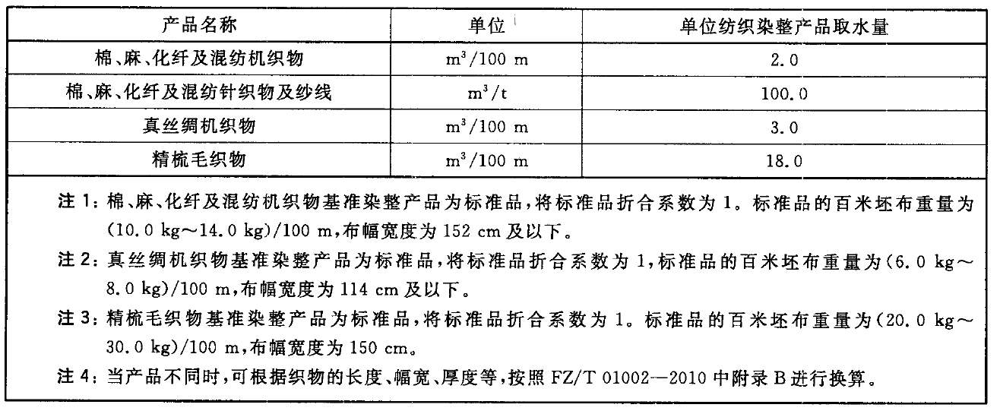 产品名称 单位 单位纺织染整产品取水量
棉、麻、化纤及混纺机织物 m³/100 m 2.0
棉、麻、化纤及混纺针织物及纱线 m³/t 100.0
真丝绸机织物 m³/100 m 3.0
精梳毛织物 m³/100 m 18.0
注 1: 棉、麻、化纤及混纺机织物基准染整产品为标准品,将标准品折合系数为 1。标准品的百米坯布重量为
(10.0 kg~14.0 kg)/100 m,布幅宽度为 152 cm 及以下。
注 2: 真丝绸机织物基准染整产品为标准品,将标准品折合系数为 1,标准品的百米坯布重量为(6.0 kg~
8.0 kg)/100 m,布幅宽度为 114 cm 及以下。
注 3: 精梳毛织物基准染整产品为标准品,将标准品折合系数为 1。标准品的百米坯布重量为(20.0 kg~
30.0 kg)/100 m,布幅宽度为 150 cm。
注 4: 当产品不同时,可根据织物的长度、幅宽、厚度等,按照 FZ/T 01002—2010 中附录 B 进行换算。